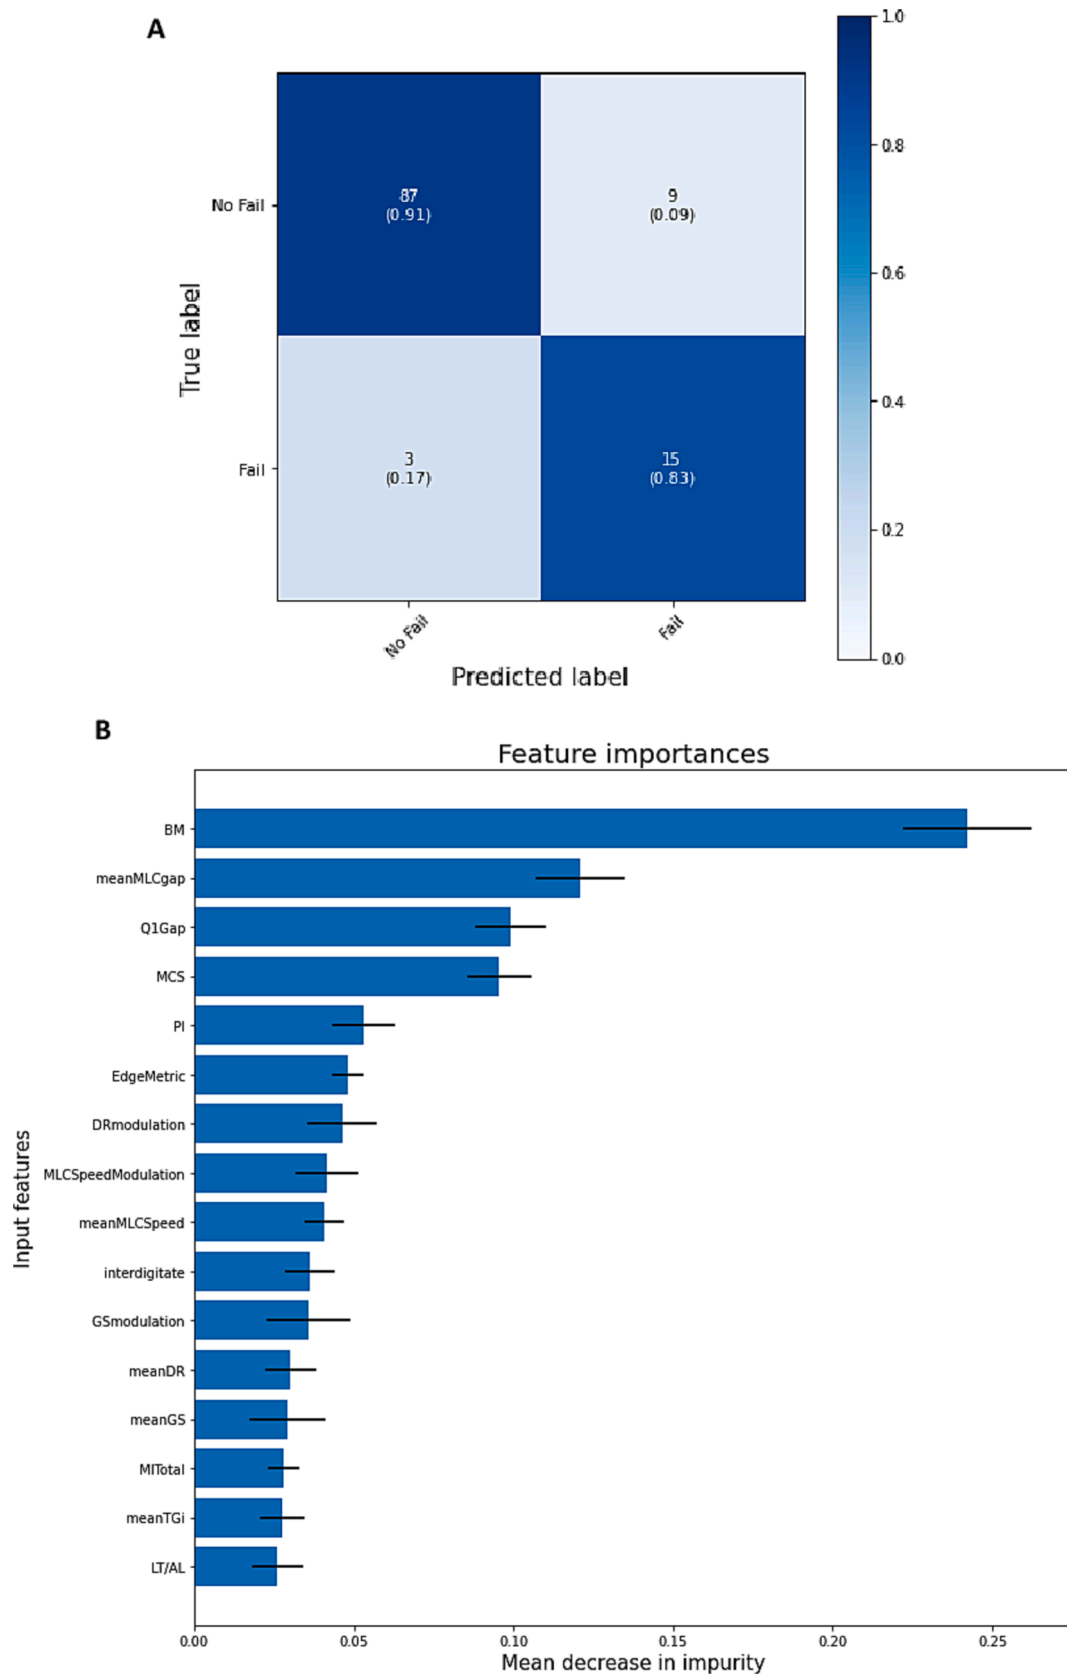 A
1.0
87
(0.91)
9
(0.09)
No Fail
0.8
0.6
True label
0.4
3
(0.17)
15
(0.83)
Fail
0.2
0.0
No Fail
Fail
Predicted label
B
Feature importances
BM
meanMLCgap
Q1Gap
MCS
PI
EdgeMetric
DRmodulation
MLCSpeedModulation
meanMLCSpeed
interdigitate
GSmodulation
meanDR
meanGS
MITotal
meanTGi
LT/AL
Input features
0.00 0.05 0.10 0.15 0.20 0.25
Mean decrease in impurity